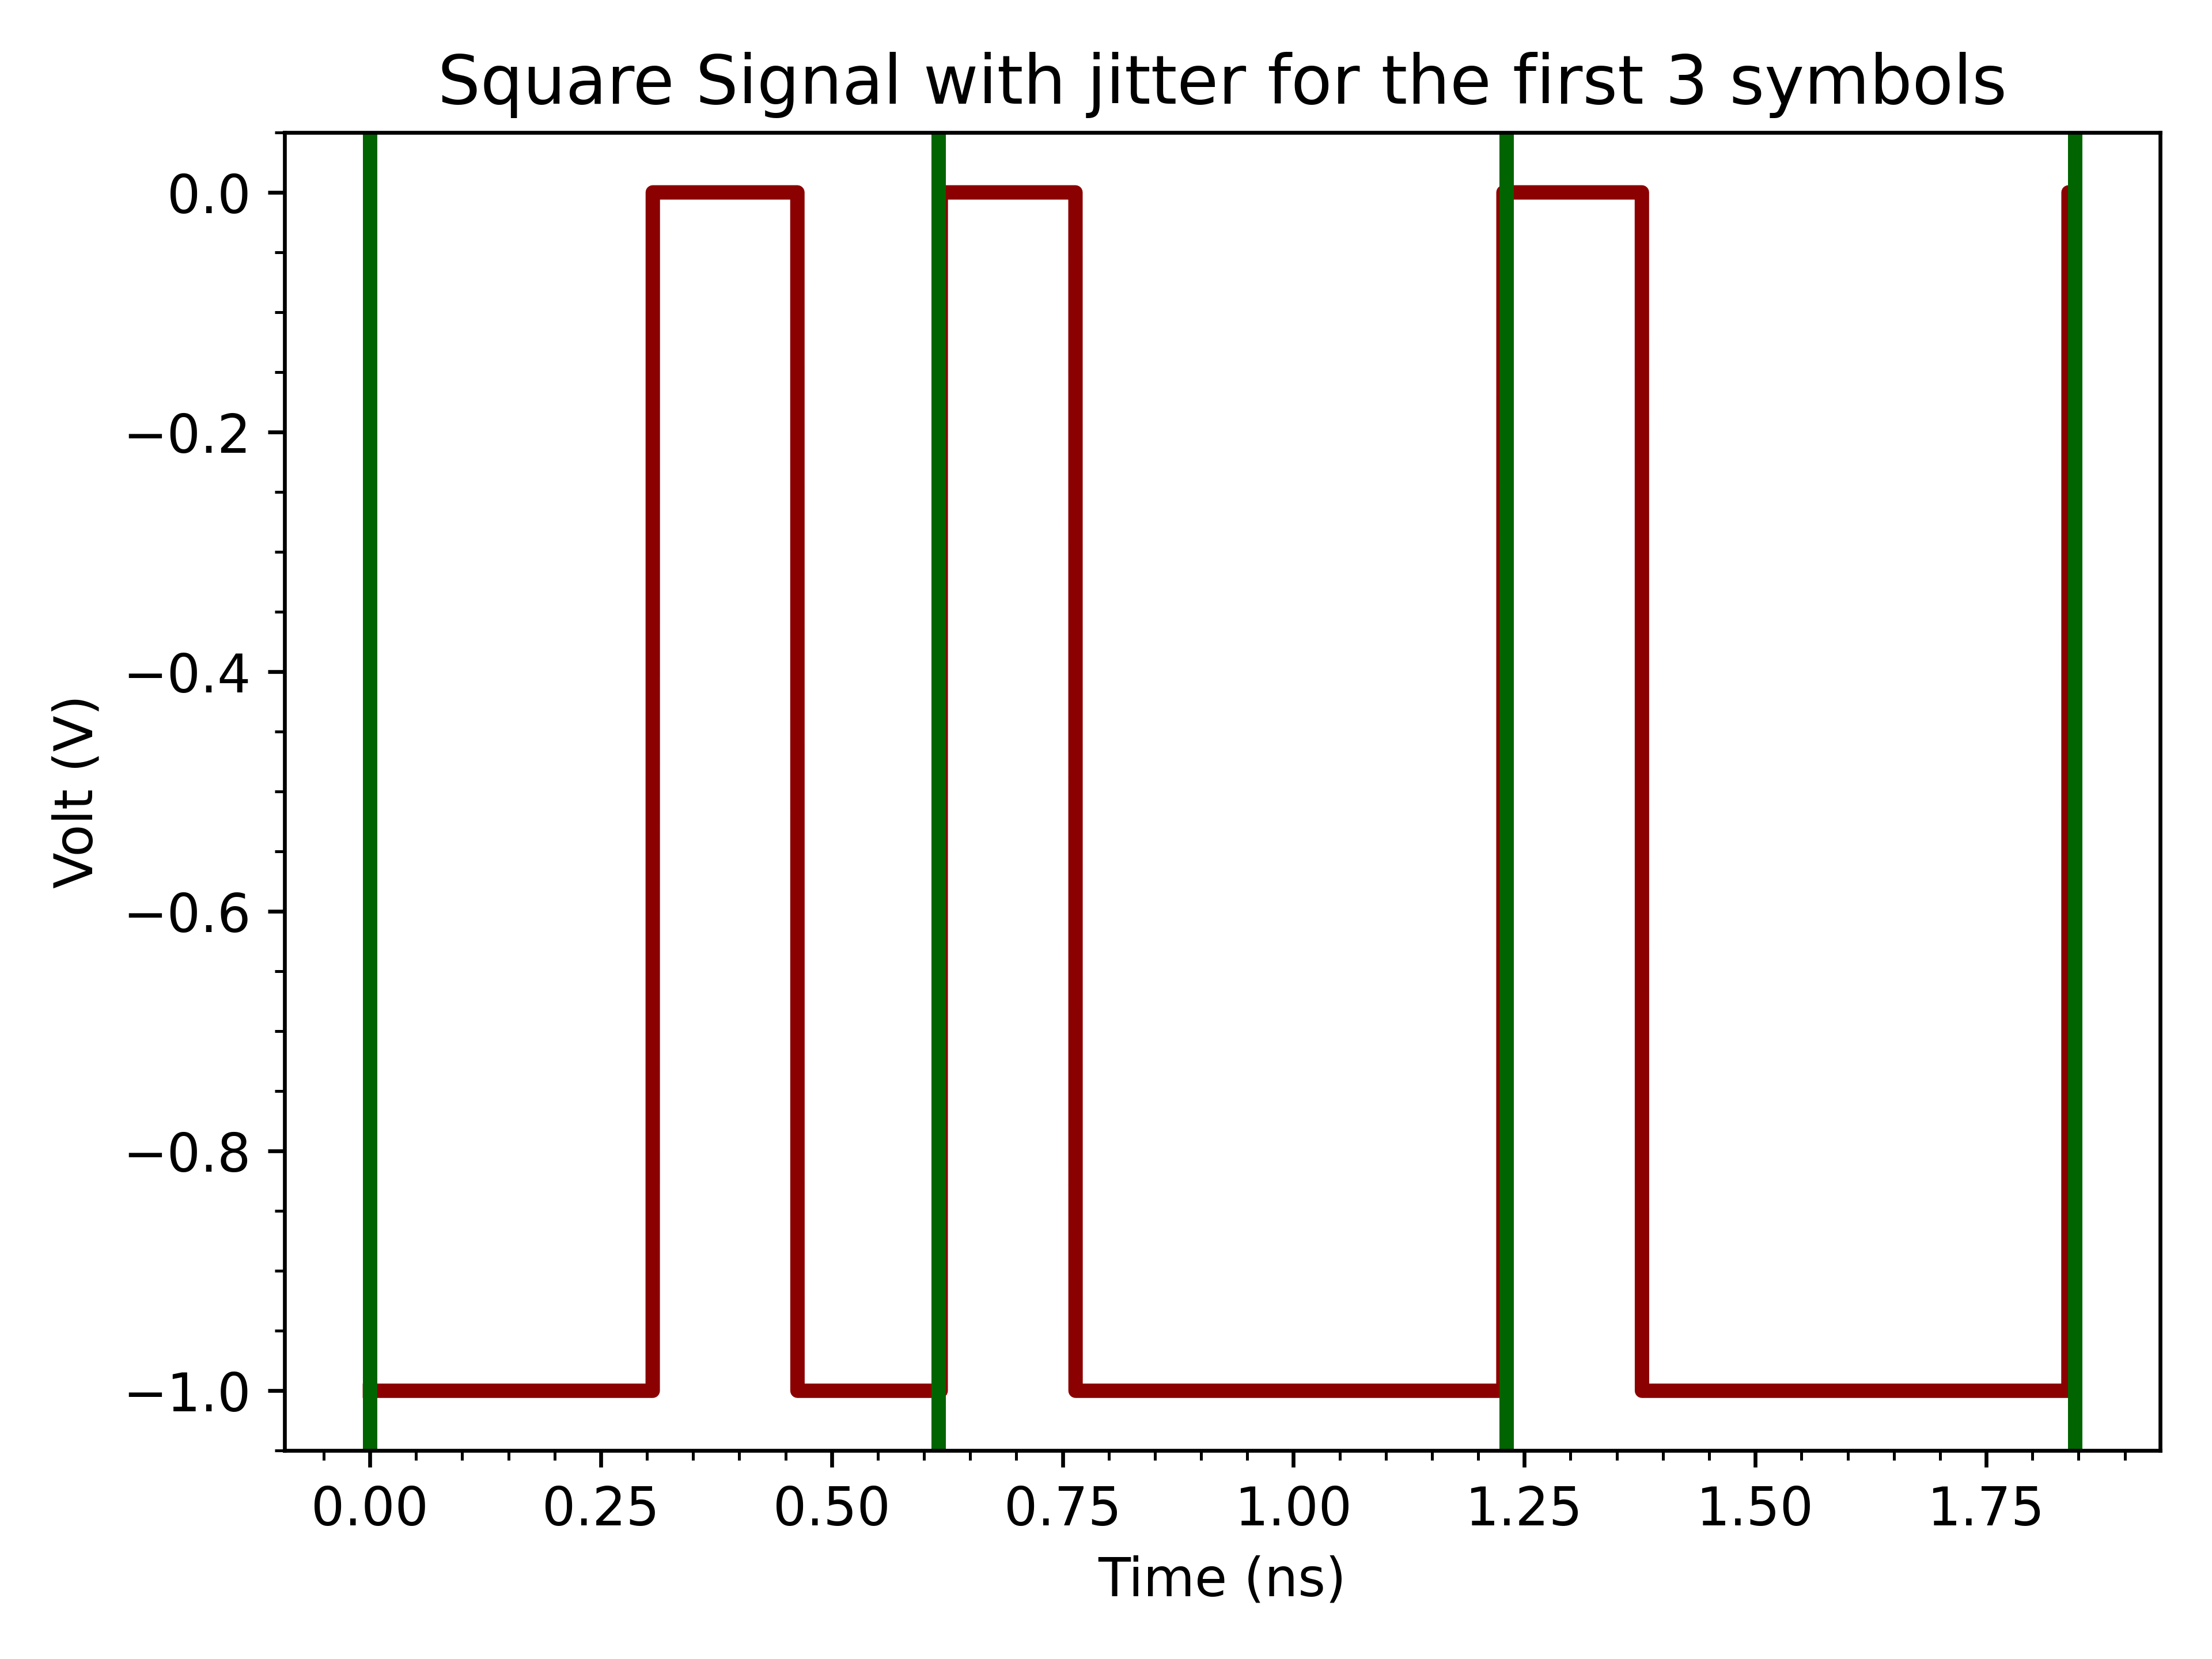 Square Signal with jitter for the first 3 symbols
0.0
−0.2
−0.4
−0.6
−0.8
−1.0
Volt (V)
0.00 0.25 0.50 0.75 1.00 1.25 1.50 1.75
Time (ns)